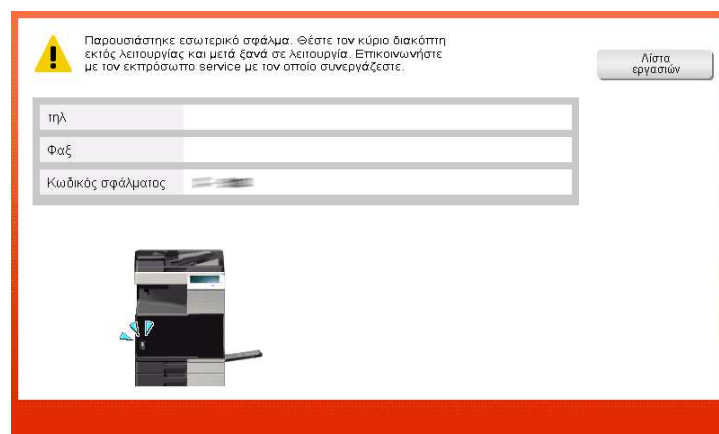 Παρουσιάστηκε εσωτερικό σφάλμα. Θέστε τον κύριο διακόπτη
εκτός λειτουργίας και μετά ξανά σε λειτουργία. Επικοινωνήστε
με τον εκπρόσωπο service με τον οποίο συνεργάζεστε.
Λίστα
εργασιών
τηλ
Φαξ
Κωδικός σφάλματος